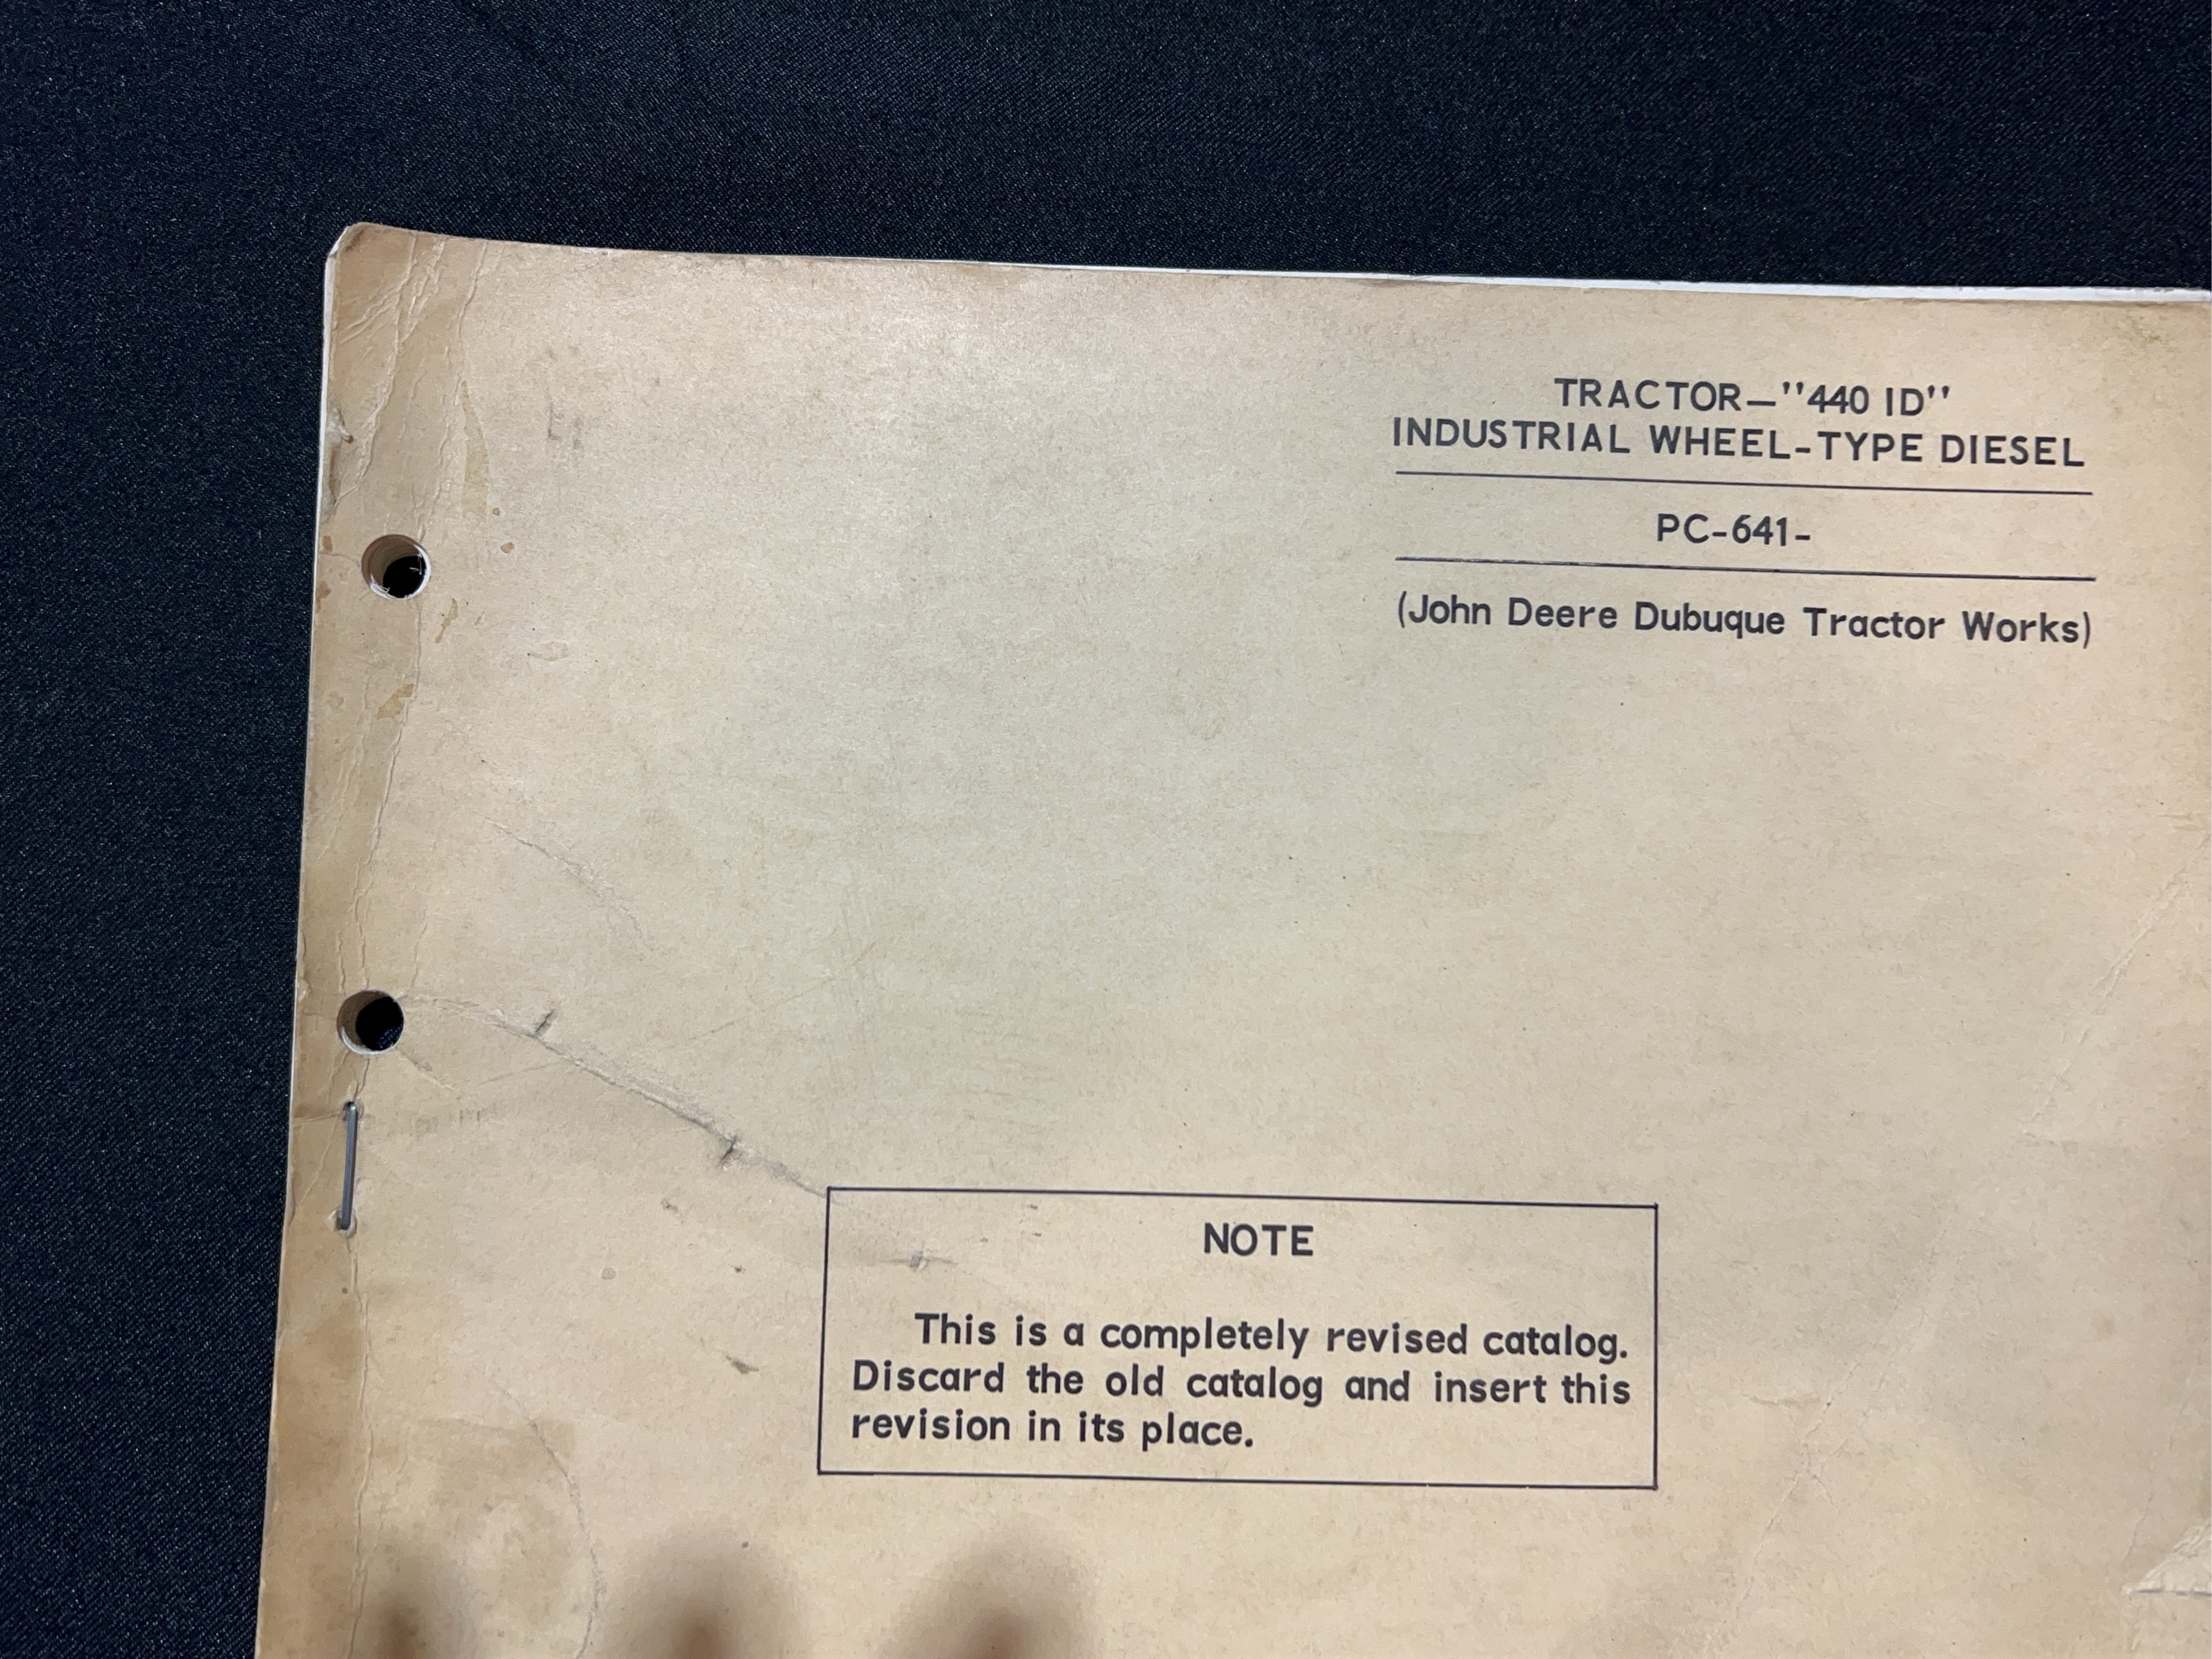 TRACTOR—"440 ID"
INDUSTRIAL WHEEL-TYPE DIESEL
PC-641-
(John Deere Dubuque Tractor Works)
NOTE
This is a completely revised catalog.
Discard the old catalog and insert this
revision in its place.